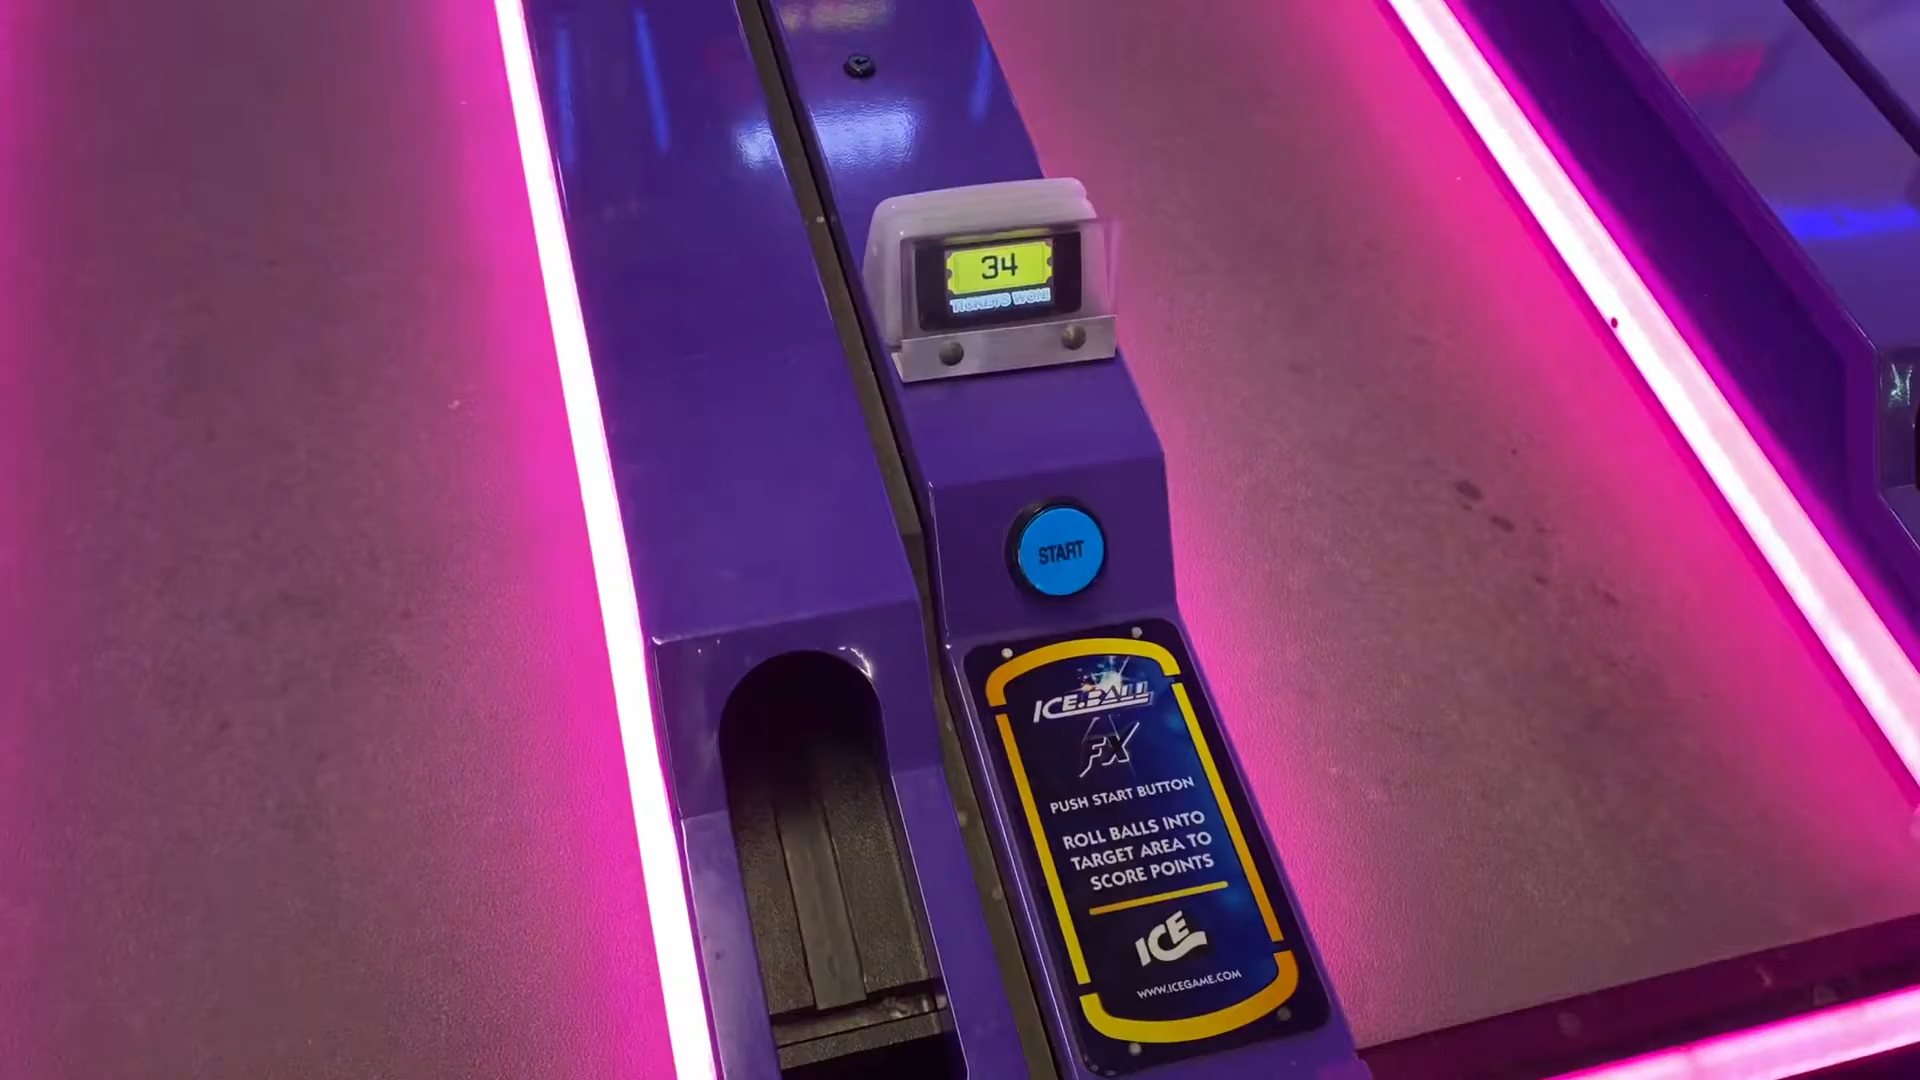 34
TICKETS WON!
START
ICE.BALL
FX
PUSH START BUTTON
ROLL BALLS INTO
TARGET AREA TO
SCORE POINTS
ICE
WWW.ICEGAME.COM